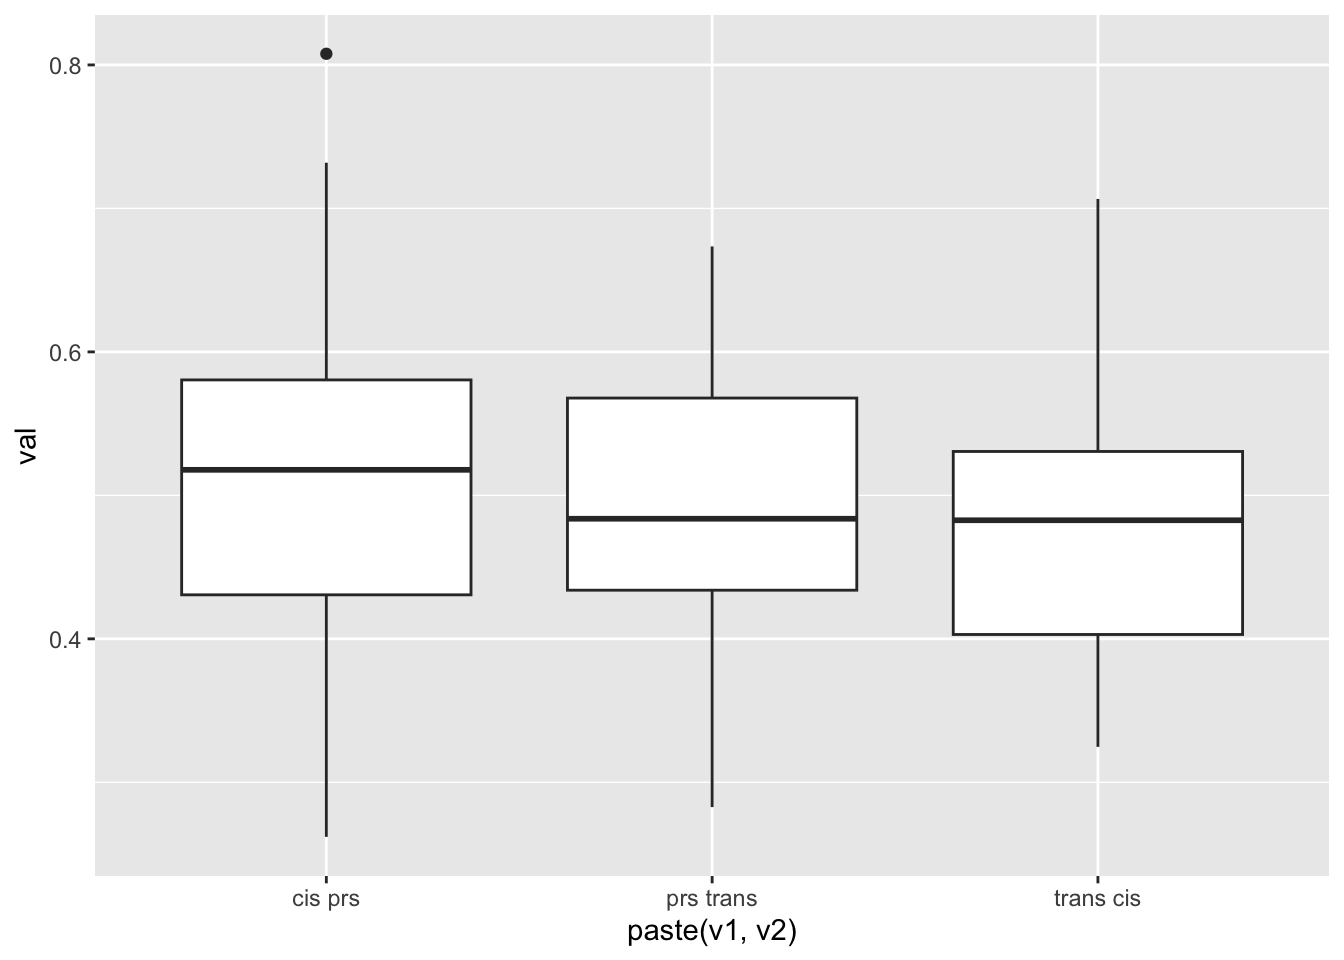 0.8
0.6
0.4
val
cis prs
prs trans
trans cis
paste(v1, v2)